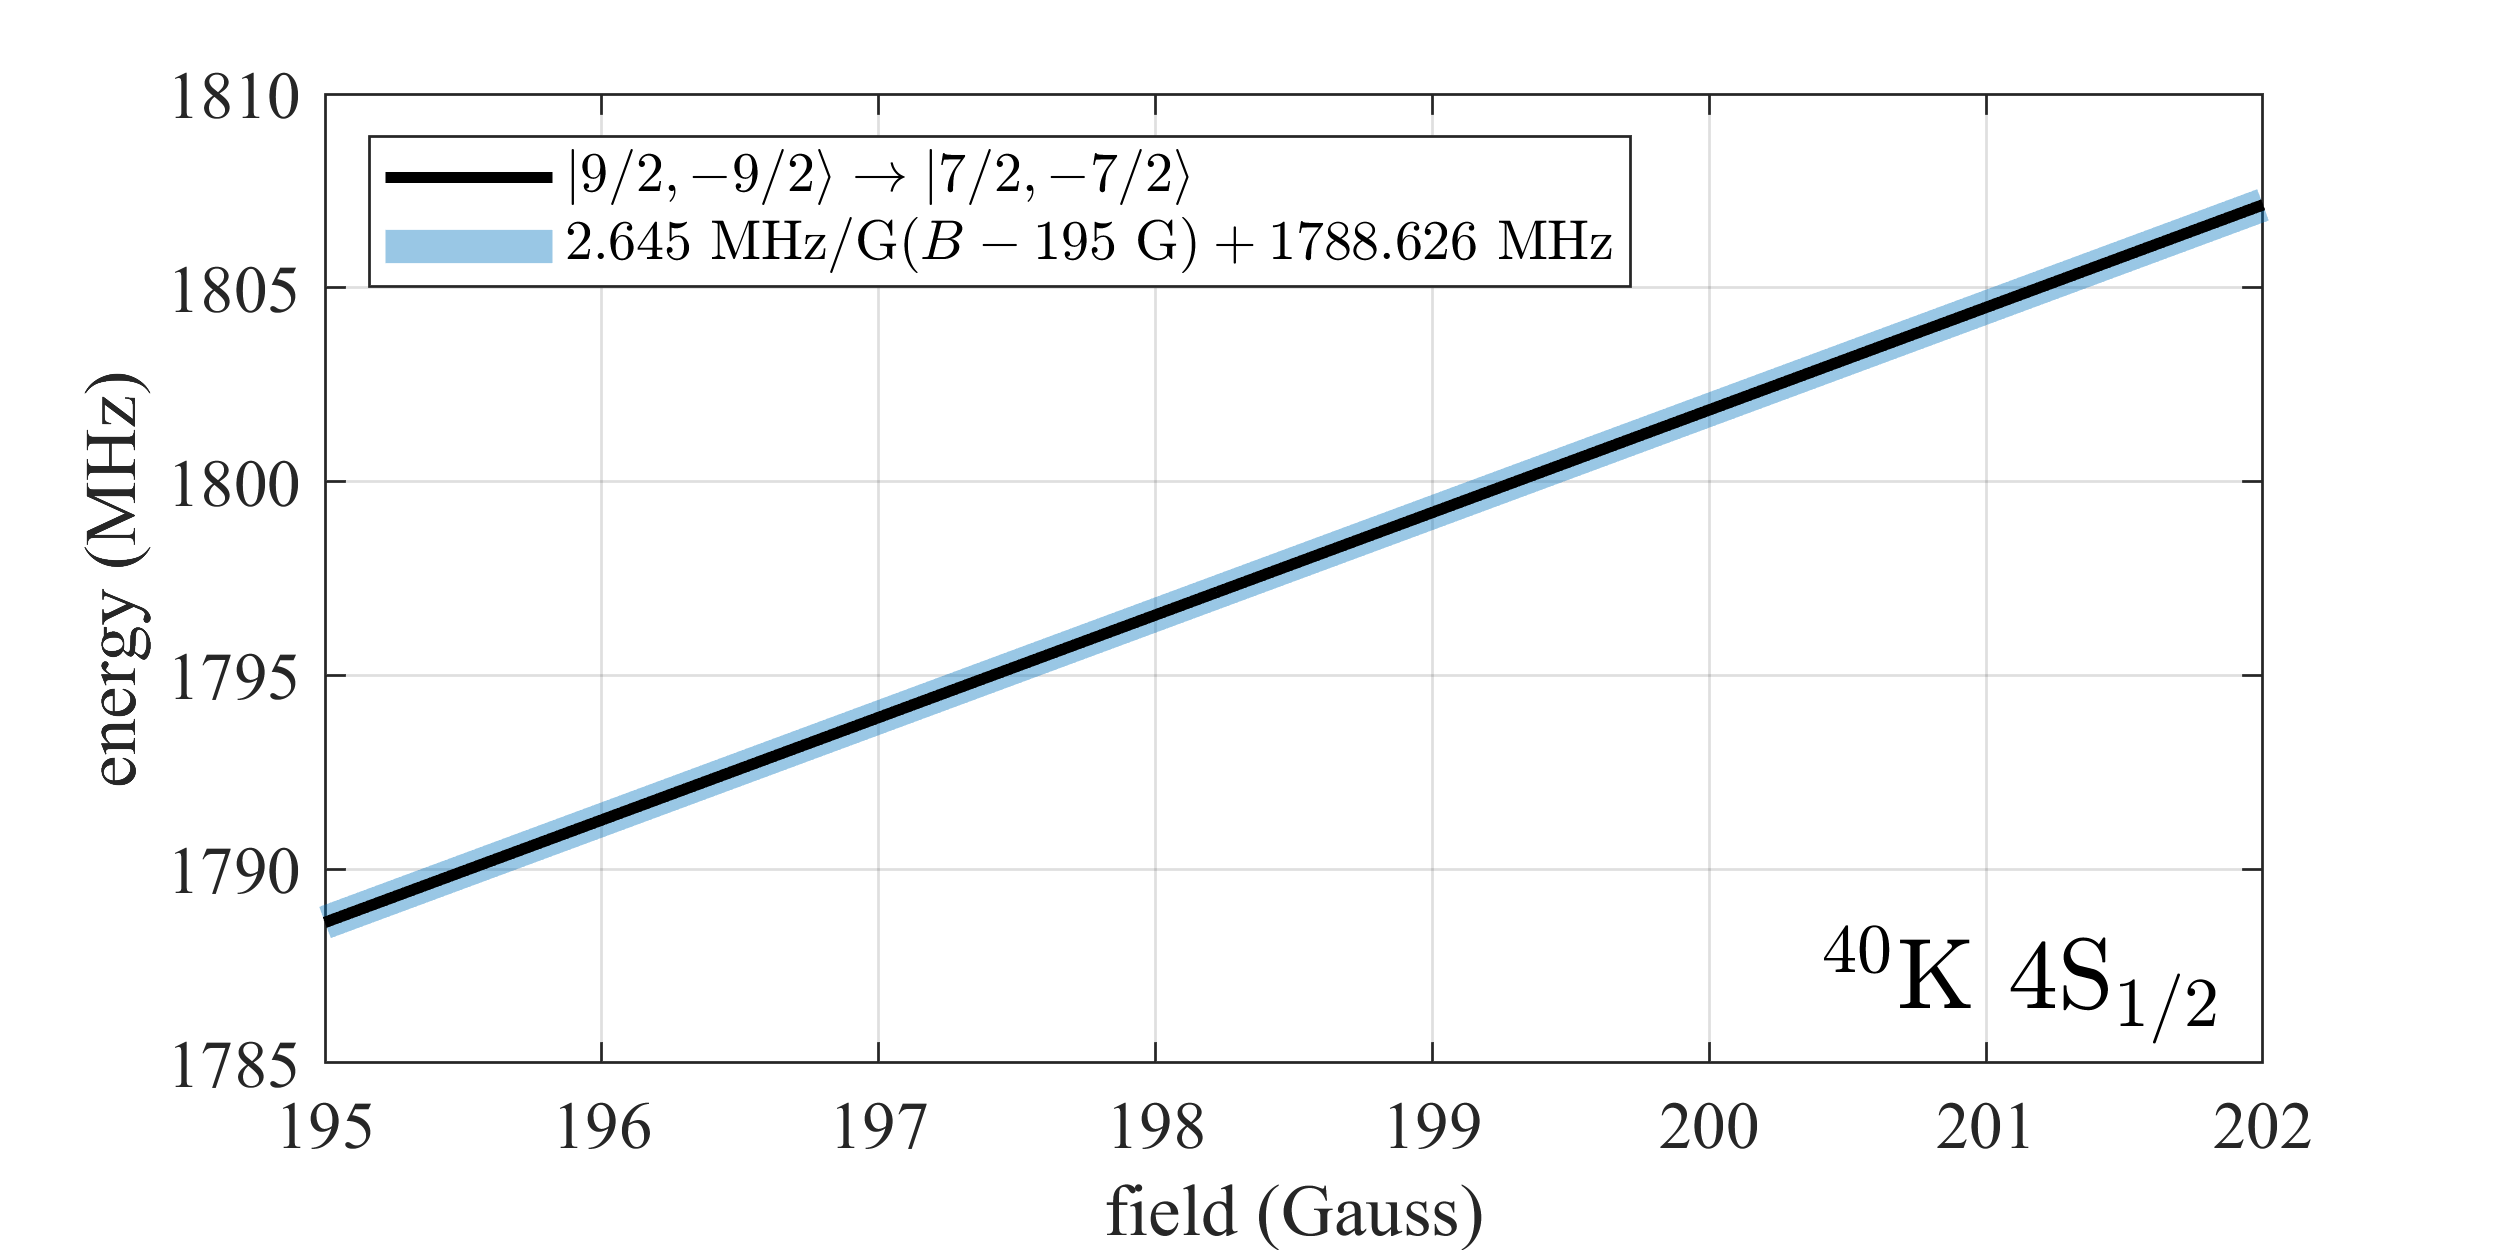 1810
1805
1800
1795
1790
1785
energy (MHz)
|9/2, −9/2⟩ → |7/2, −7/2⟩
2.645 MHz/G(B − 195 G) + 1788.626 MHz
⁴⁰K 4S₁/₂
195 196 197 198 199 200 201 202
field (Gauss)